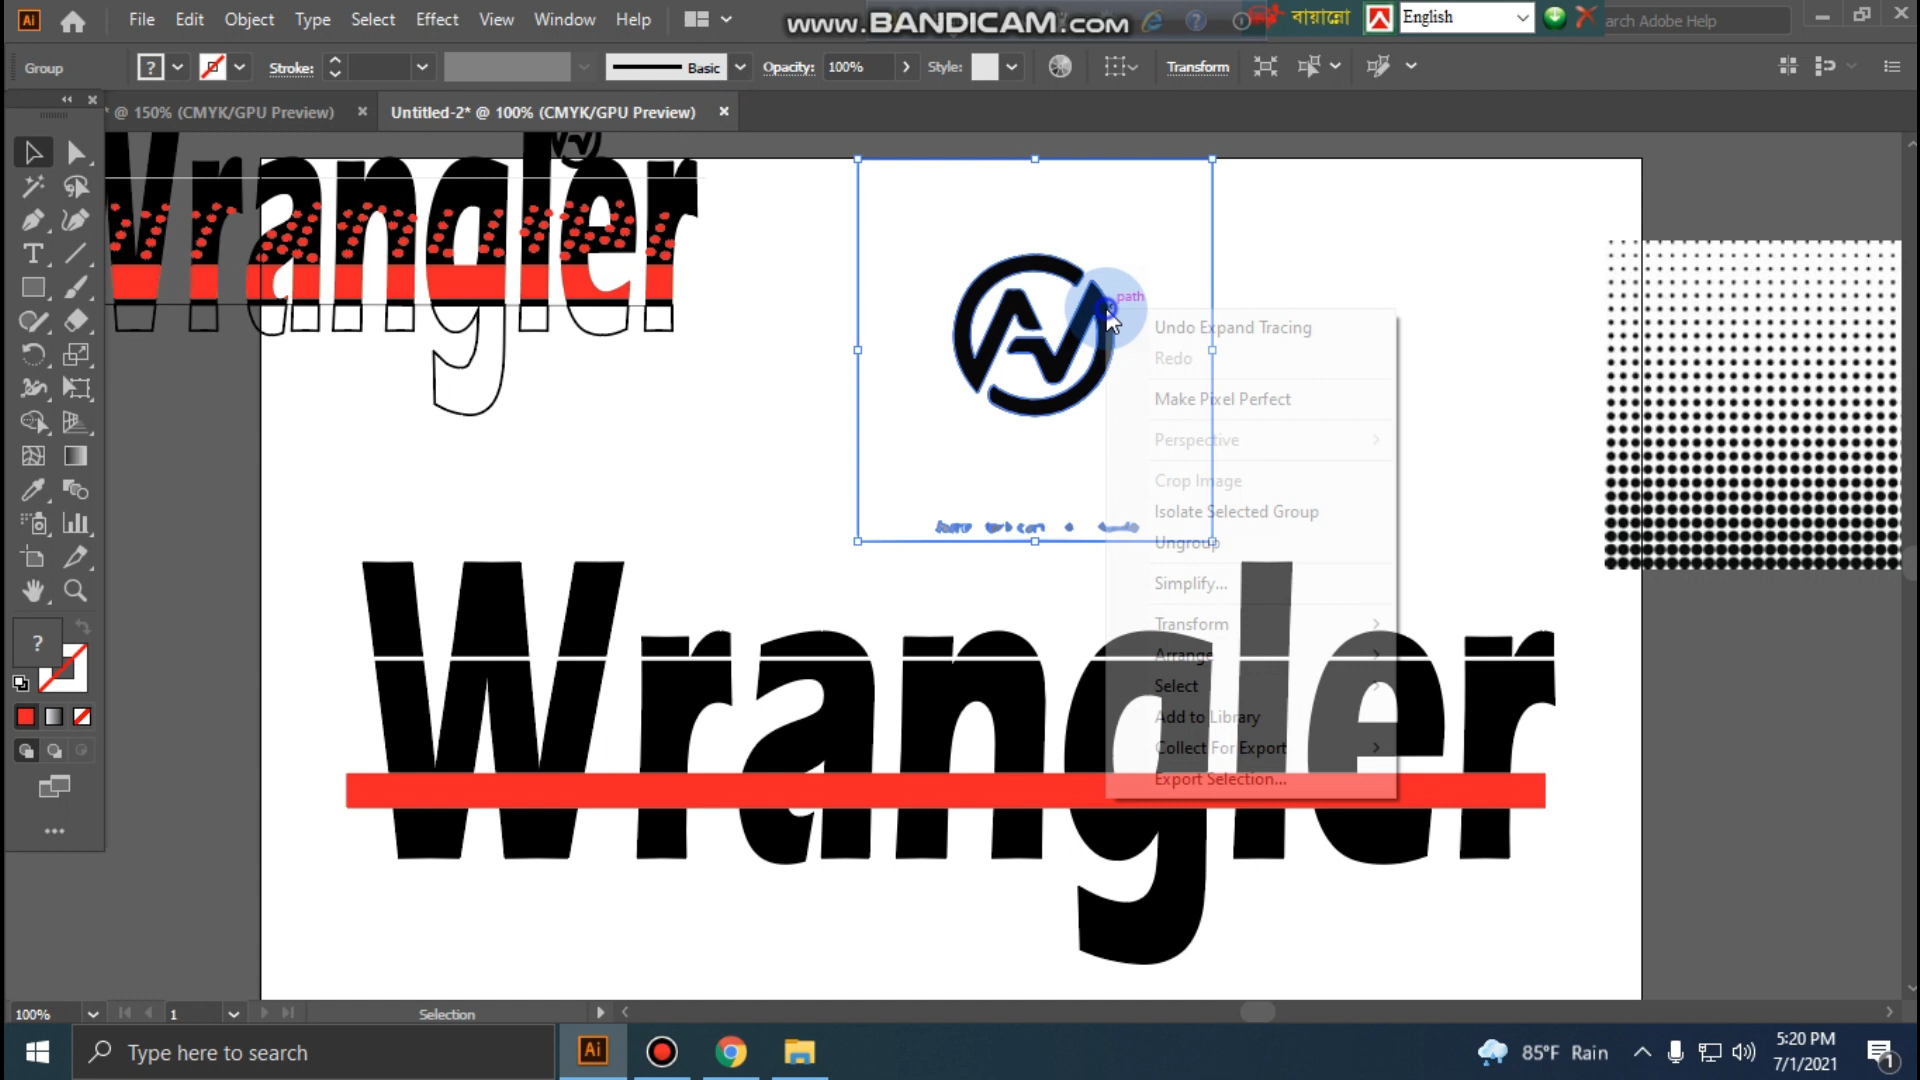 Ai File Edit Object Type Select Effect View Window Help
www.BANDICAM.com
বায়ান্নো English
arch Adobe Help
Group ? Stroke: Basic Opacity: 100% Style: Transform
* @ 150% (CMYK/GPU Preview) × Untitled-2* @ 100% (CMYK/GPU Preview) ×
Wrangler
path
Undo Expand Tracing
Redo
Make Pixel Perfect
Perspective
Crop Image
Isolate Selected Group
Ungroup
Simplify...
Transform
Arrange
Select
Add to Library
Collect For Export
Export Selection...
Wrangler
T
?
100% 1 Selection
Type here to search
Ai
85°F Rain
5:20 PM
7/1/2021
1